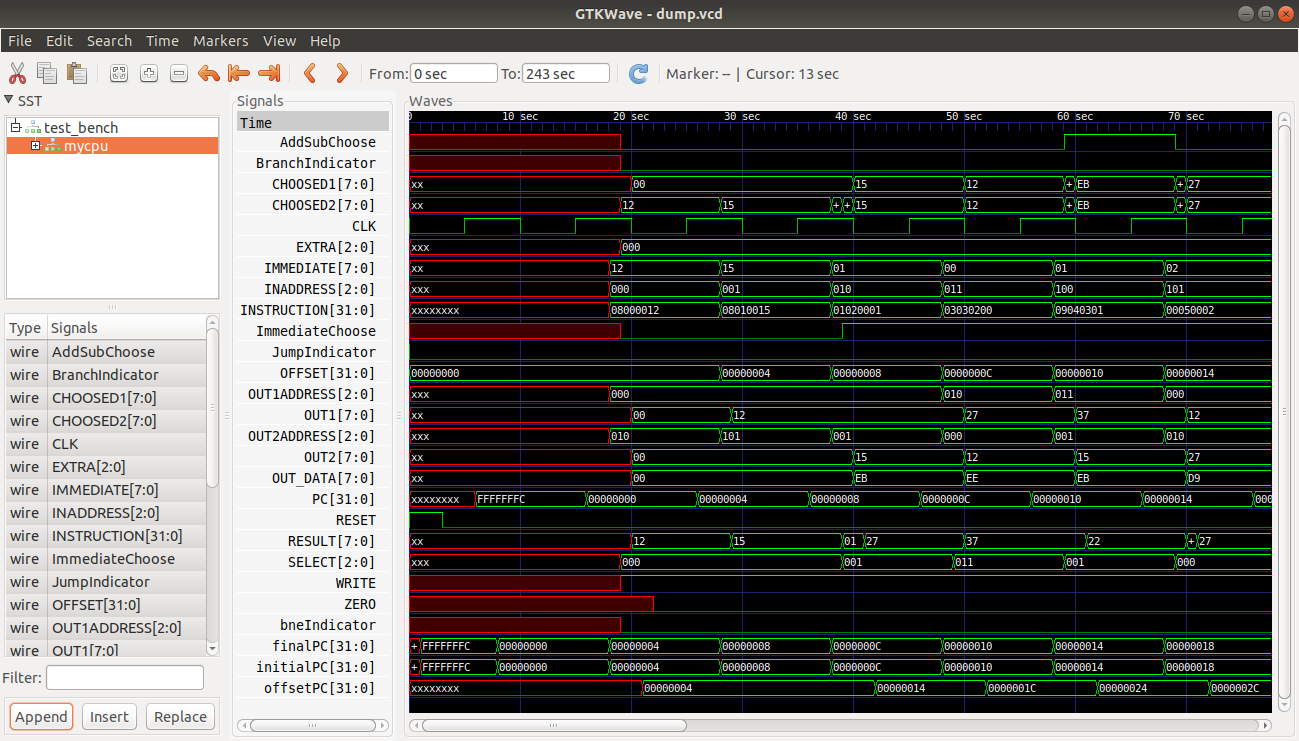 GTKWave - dump.vcd
File Edit Search Time Markers View Help
From: 0 sec To: 243 sec Marker: -- | Cursor: 13 sec
SST
test_bench
mycpu
Type Signals
wire AddSubChoose
wire BranchIndicator
wire CHOOSED1[7:0]
wire CHOOSED2[7:0]
wire CLK
wire EXTRA[2:0]
wire IMMEDIATE[7:0]
wire INADDRESS[2:0]
wire INSTRUCTION[31:0]
wire ImmediateChoose
wire JumpIndicator
wire OFFSET[31:0]
wire OUT1ADDRESS[2:0]
wire OUT1[7:0]
Filter:
Append Insert Replace
Signals
Waves
Time 0 10 sec 20 sec 30 sec 40 sec 50 sec 60 sec 70 sec
AddSubChoose
BranchIndicator
CHOOSED1[7:0] xx 00 15 12 + EB + 27
CHOOSED2[7:0] xx 12 15 + + 15 12 + EB + 27
CLK
EXTRA[2:0] xxx 000
IMMEDIATE[7:0] xx 12 15 01 00 01 02
INADDRESS[2:0] xxx 000 001 010 011 100 101
INSTRUCTION[31:0] xxxxxxxx 08000012 08010015 01020001 03030200 09040301 00050002
ImmediateChoose
JumpIndicator
OFFSET[31:0] 00000000 00000004 00000008 0000000C 00000010 00000014
OUT1ADDRESS[2:0] xxx 000 010 011 000
OUT1[7:0] xx 00 12 27 37 12
OUT2ADDRESS[2:0] xxx 010 101 001 000 001 010
OUT2[7:0] xx 00 15 12 15 27
OUT_DATA[7:0] xx 00 EB EE EB D9
PC[31:0] xxxxxxxx FFFFFFFC 00000000 00000004 00000008 0000000C 00000010 00000014 000
RESET
RESULT[7:0] xx 12 15 01 27 37 22 + 27
SELECT[2:0] xxx 000 001 011 001 000
WRITE
ZERO
bneIndicator
finalPC[31:0] + FFFFFFFC 00000000 00000004 00000008 0000000C 00000010 00000014 00000018
initialPC[31:0] + FFFFFFFC 00000000 00000004 00000008 0000000C 00000010 00000014 00000018
offsetPC[31:0] xxxxxxxx 00000004 00000014 0000001C 00000024 0000002C